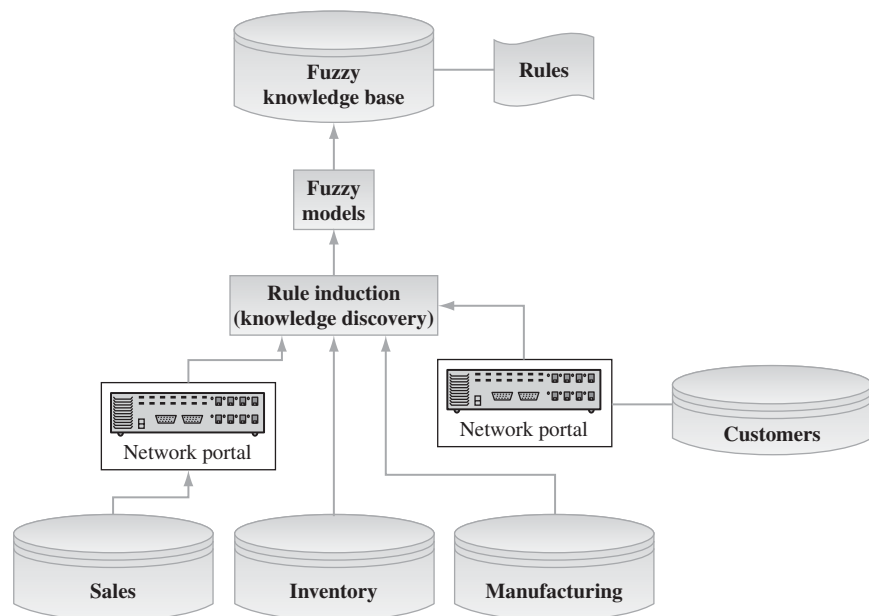 Fuzzy
knowledge base
Rules
Fuzzy
models
Rule induction
(knowledge discovery)
Network portal
Network portal
Customers
Sales
Inventory
Manufacturing